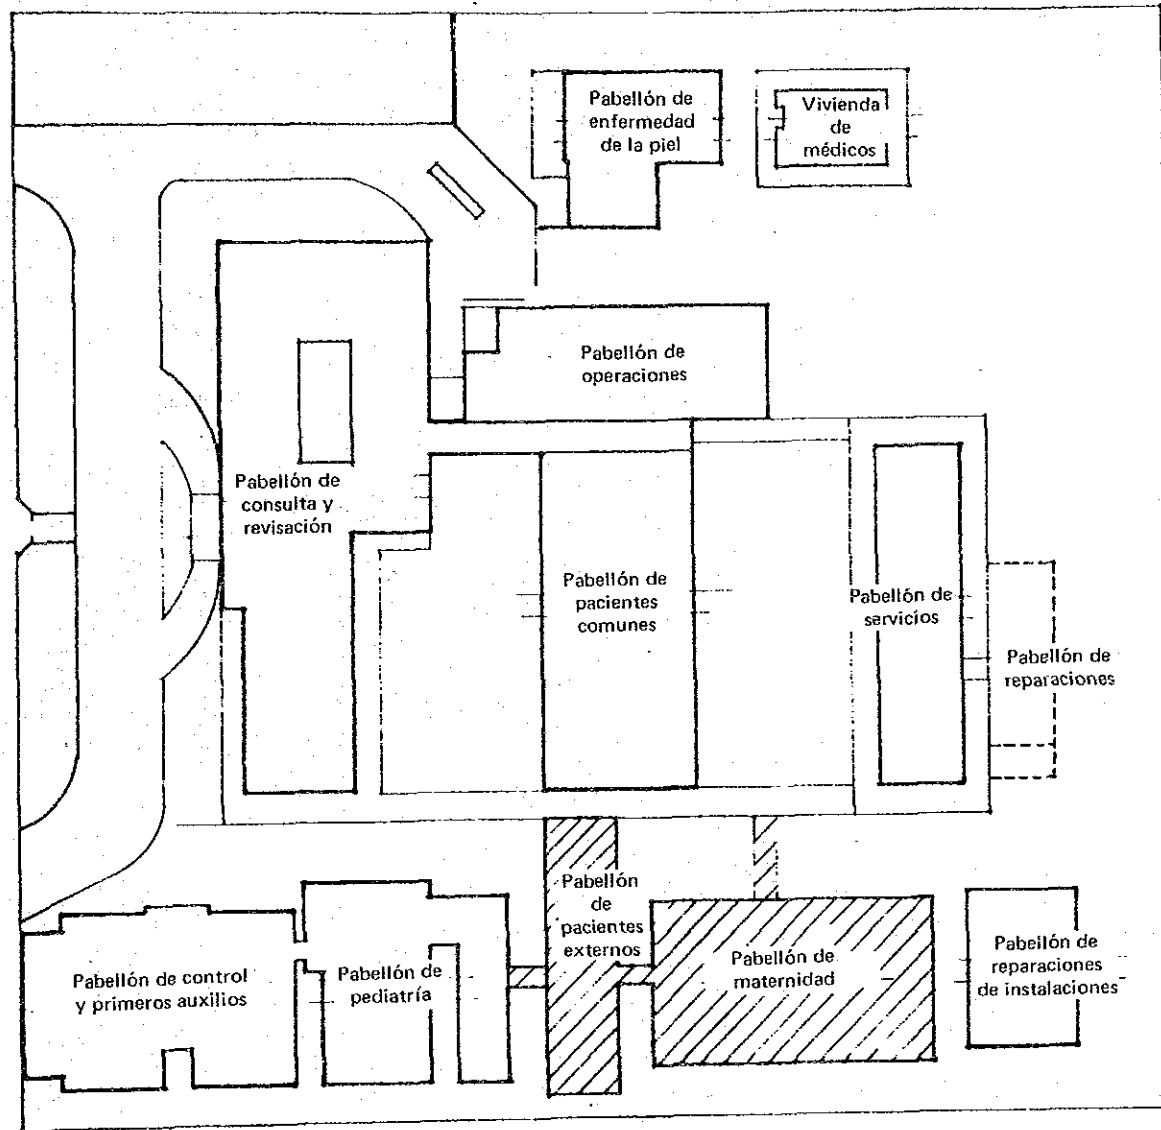 Pabellón de
enfermedad
de la piel
Vivienda
de
médicos
Pabellón de
operaciones
Pabellón de
consulta y
revisación
Pabellón de
pacientes
comunes
Pabellón de
servicios
Pabellón de
reparaciones
Pabellón
de
pacientes
externos
Pabellón de control
y primeros auxilios
Pabellón de
pediatría
Pabellón de
maternidad
Pabellón de
reparaciones
de instalaciones